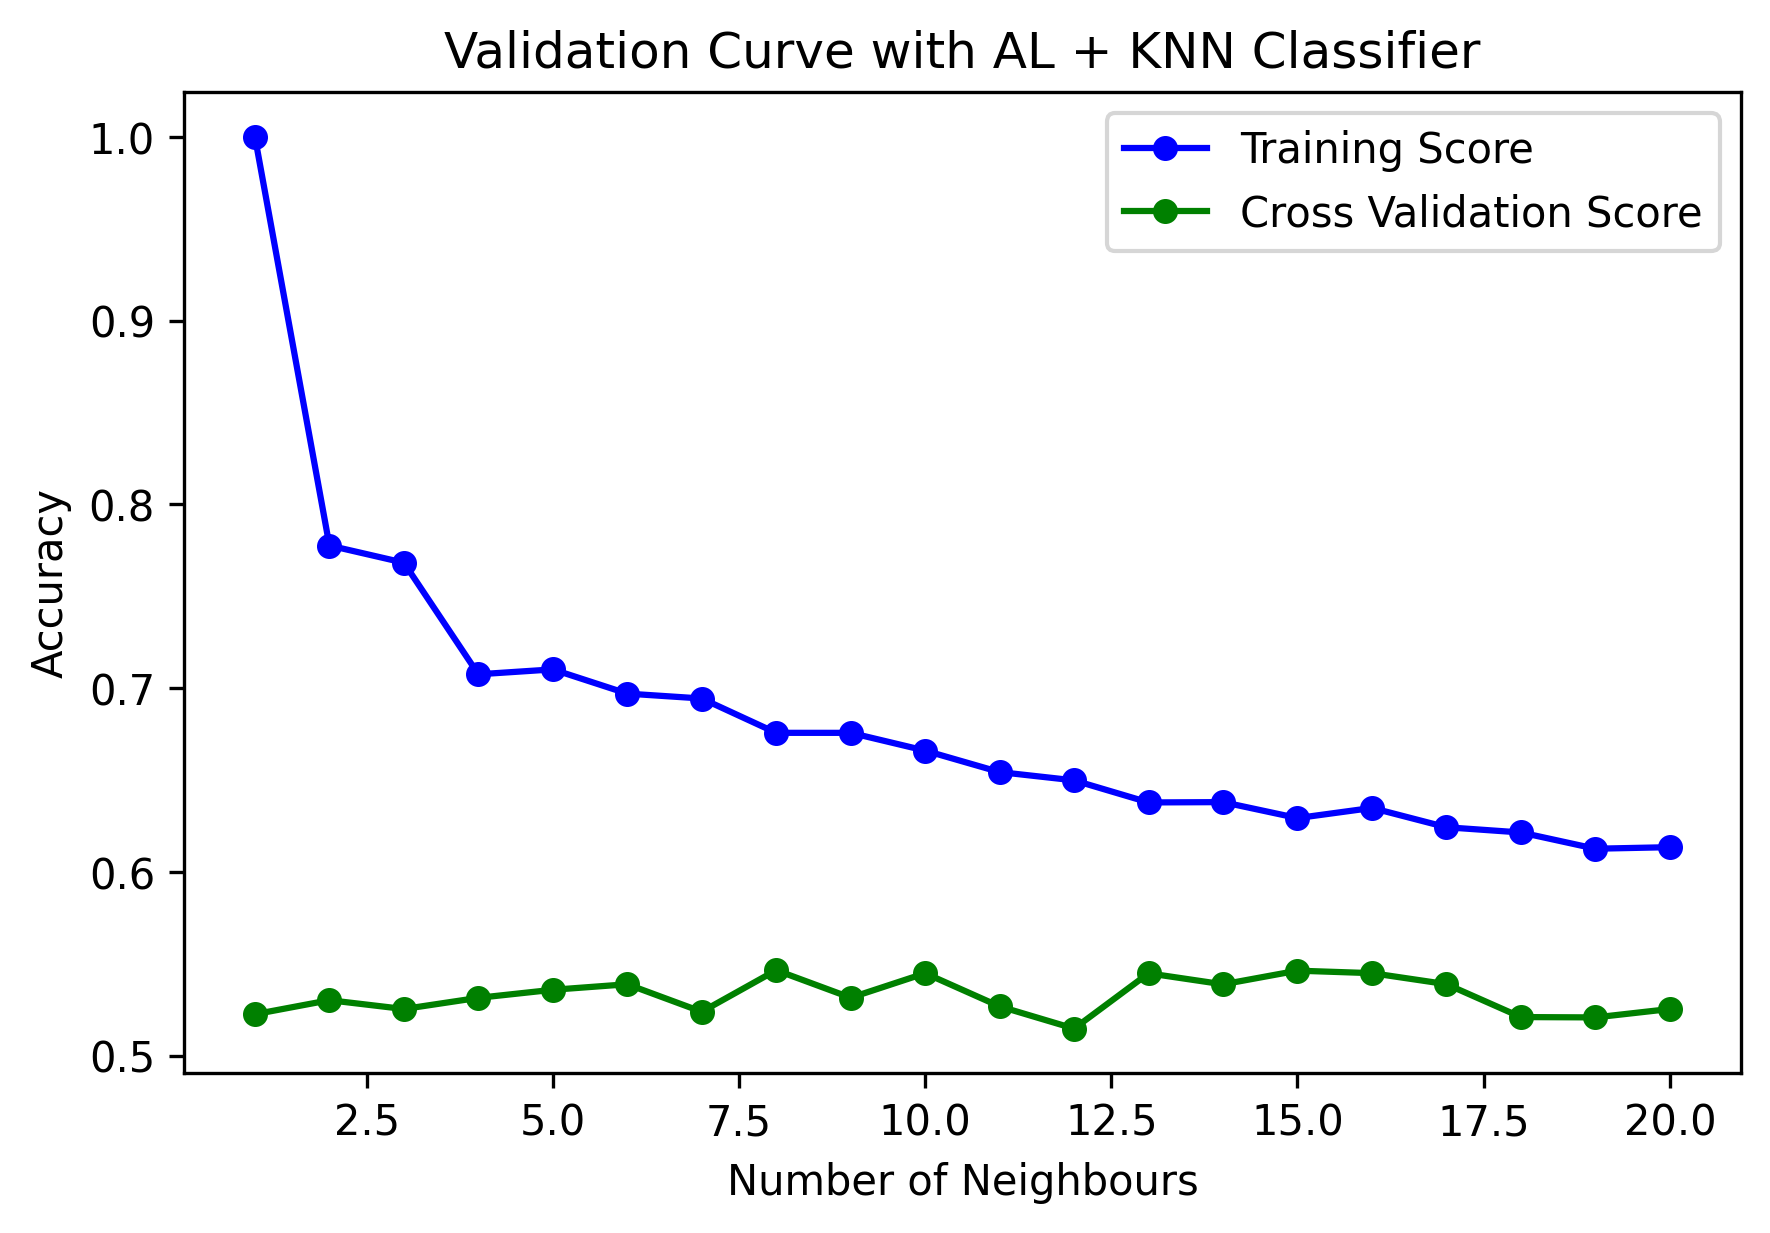 Validation Curve with AL + KNN Classifier
Training Score
Cross Validation Score
Accuracy
1.0
0.9
0.8
0.7
0.6
0.5
2.5 5.0 7.5 10.0 12.5 15.0 17.5 20.0
Number of Neighbours